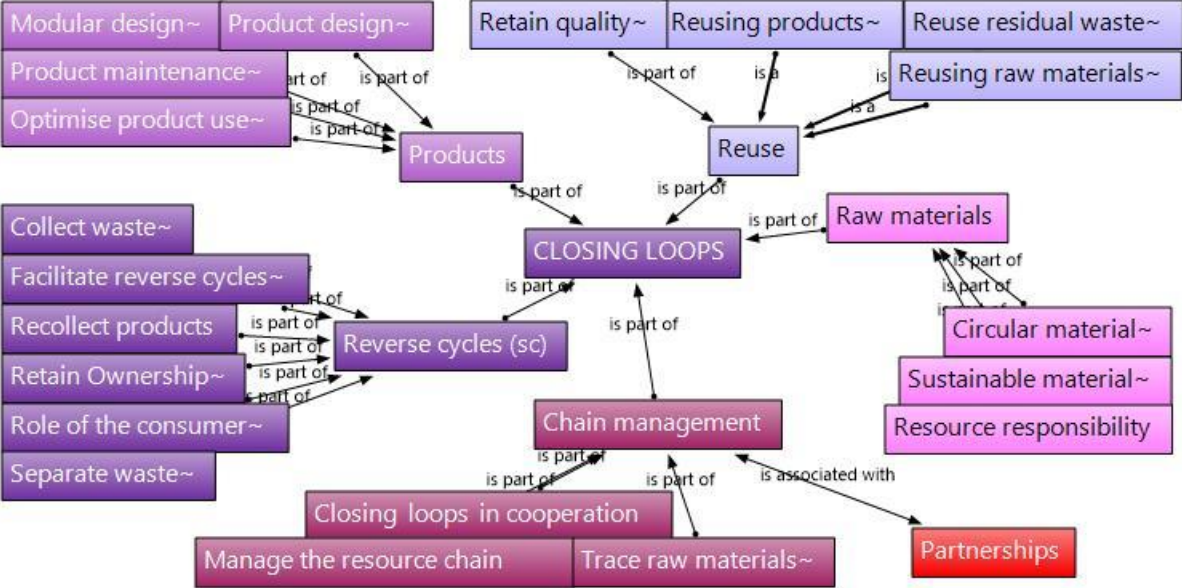 Modular design~
Product design~
Retain quality~
Reusing products~
Reuse residual waste~
Product maintenance~
art of
is part of
is part of
is a
is
Reusing raw materials~
is part of
is a
Optimise product use~
is part of
Products
Reuse
is part of
is part of
Raw materials
is part of
Collect waste~
CLOSING LOOPS
is part of
Facilitate reverse cycles~
is part of
is part of
part of
Recollect products
is part of
is part of
Circular material~
is part of
Reverse cycles (sc)
Retain Ownership~
is part of
Sustainable material~
is part of
Role of the consumer~
Chain management
Resource responsibility
is part of
Separate waste~
is part of
is part of
is associated with
Closing loops in cooperation
Manage the resource chain
Trace raw materials~
Partnerships